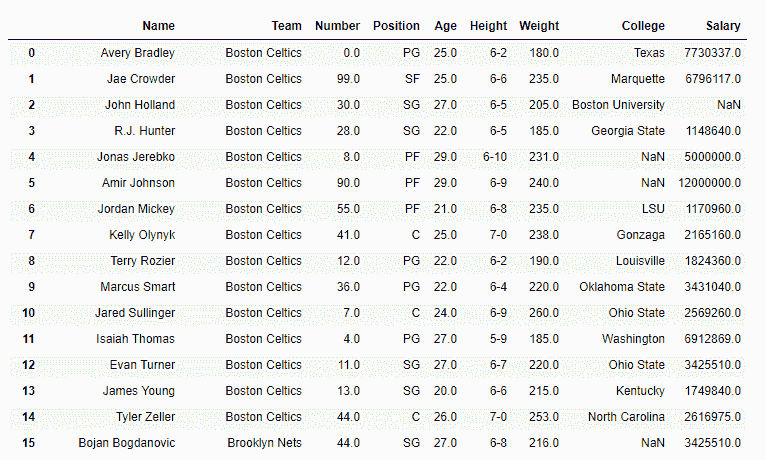 Name Team Number Position Age Height Weight College Salary
0 Avery Bradley Boston Celtics 0.0 PG 25.0 6-2 180.0 Texas 7730337.0
1 Jae Crowder Boston Celtics 99.0 SF 25.0 6-6 235.0 Marquette 6796117.0
2 John Holland Boston Celtics 30.0 SG 27.0 6-5 205.0 Boston University NaN
3 R.J. Hunter Boston Celtics 28.0 SG 22.0 6-5 185.0 Georgia State 1148640.0
4 Jonas Jerebko Boston Celtics 8.0 PF 29.0 6-10 231.0 NaN 5000000.0
5 Amir Johnson Boston Celtics 90.0 PF 29.0 6-9 240.0 NaN 12000000.0
6 Jordan Mickey Boston Celtics 55.0 PF 21.0 6-8 235.0 LSU 1170960.0
7 Kelly Olynyk Boston Celtics 41.0 C 25.0 7-0 238.0 Gonzaga 2165160.0
8 Terry Rozier Boston Celtics 12.0 PG 22.0 6-2 190.0 Louisville 1824360.0
9 Marcus Smart Boston Celtics 36.0 PG 22.0 6-4 220.0 Oklahoma State 3431040.0
10 Jared Sullinger Boston Celtics 7.0 C 24.0 6-9 260.0 Ohio State 2569260.0
11 Isaiah Thomas Boston Celtics 4.0 PG 27.0 5-9 185.0 Washington 6912869.0
12 Evan Turner Boston Celtics 11.0 SG 27.0 6-7 220.0 Ohio State 3425510.0
13 James Young Boston Celtics 13.0 SG 20.0 6-6 215.0 Kentucky 1749840.0
14 Tyler Zeller Boston Celtics 44.0 C 26.0 7-0 253.0 North Carolina 2616975.0
15 Bojan Bogdanovic Brooklyn Nets 44.0 SG 27.0 6-8 216.0 NaN 3425510.0